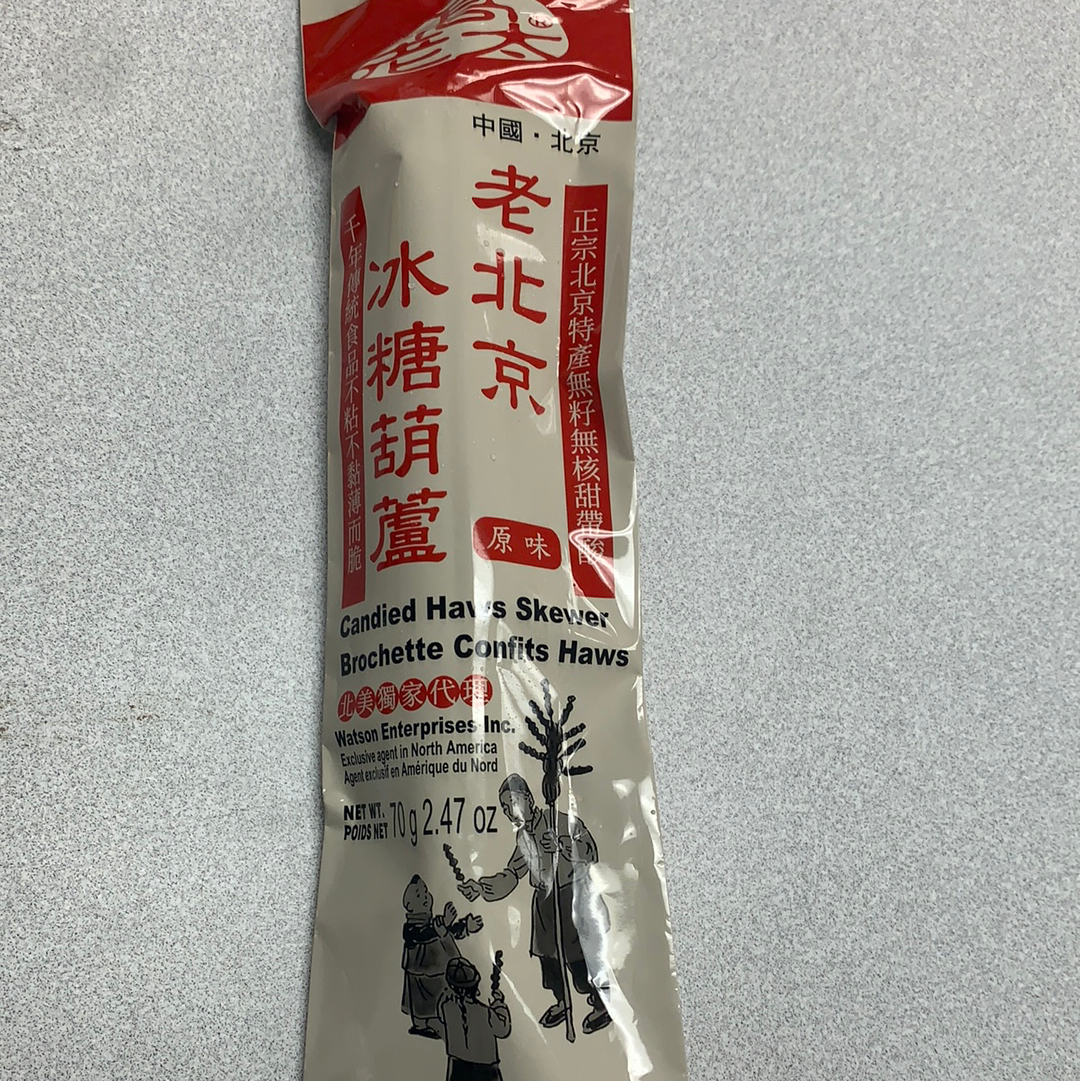 中國·北京
老北京
冰糖葫蘆
正宗北京特產無籽無核甜帶酸
千年傳統食品不粘不黏薄而脆
原味
Candied Haws Skewer
Brochette Confits Haws
北美獨家代理
Watson Enterprises Inc.
Exclusive agent in North America
Agent exclusif en Amérique du Nord
NET WT.
POIDS NET 70 g 2.47 oz